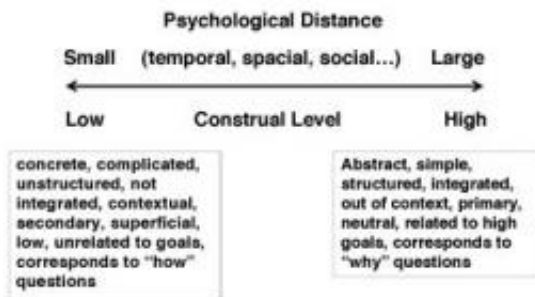 Psychological Distance
Small (temporal, spacial, social...) Large
Low Construal Level High
concrete, complicated,
unstructured, not
integrated, contextual,
secondary, superficial,
low, unrelated to goals,
corresponds to “how”
questions
Abstract, simple,
structured, integrated,
out of context, primary,
neutral, related to high
goals, corresponds to
“why” questions